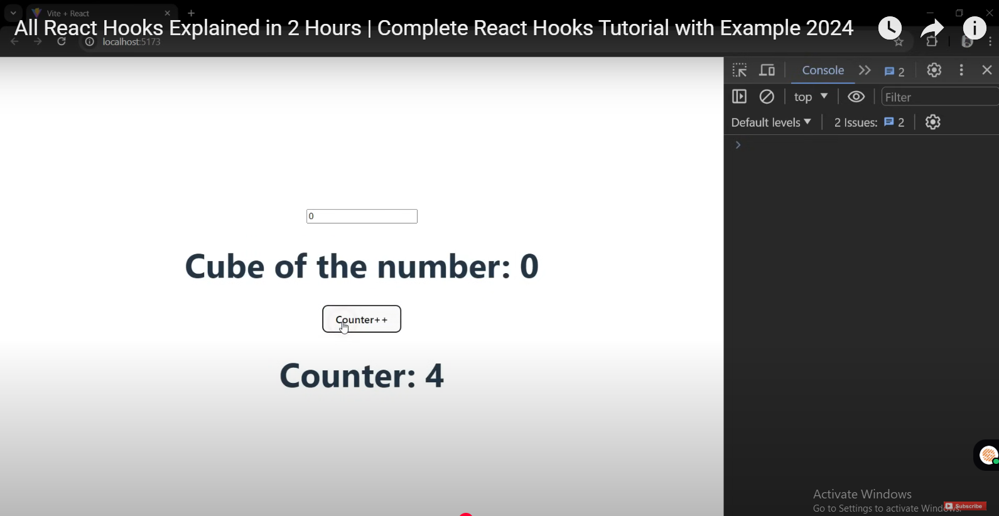 Vite + React
All React Hooks Explained in 2 Hours | Complete React Hooks Tutorial with Example 2024
localhost:5173
Console
2
top
Filter
Default levels
2 Issues:
2
0
Cube of the number: 0
Counter++
Counter: 4
Activate Windows
Go to Settings to activate Windows.
Subscribe